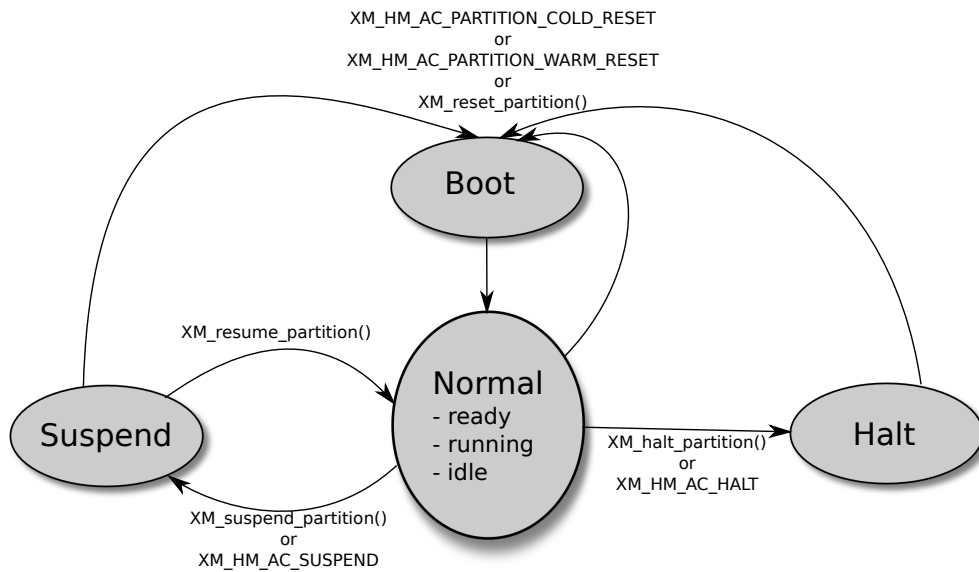 XM_HM_AC_PARTITION_COLD_RESET
or
XM_HM_AC_PARTITION_WARM_RESET
or
XM_reset_partition()
Boot
XM_resume_partition()
Normal
- ready
- running
- idle
Suspend
Halt
XM_halt_partition()
or
XM_HM_AC_HALT
XM_suspend_partition()
or
XM_HM_AC_SUSPEND